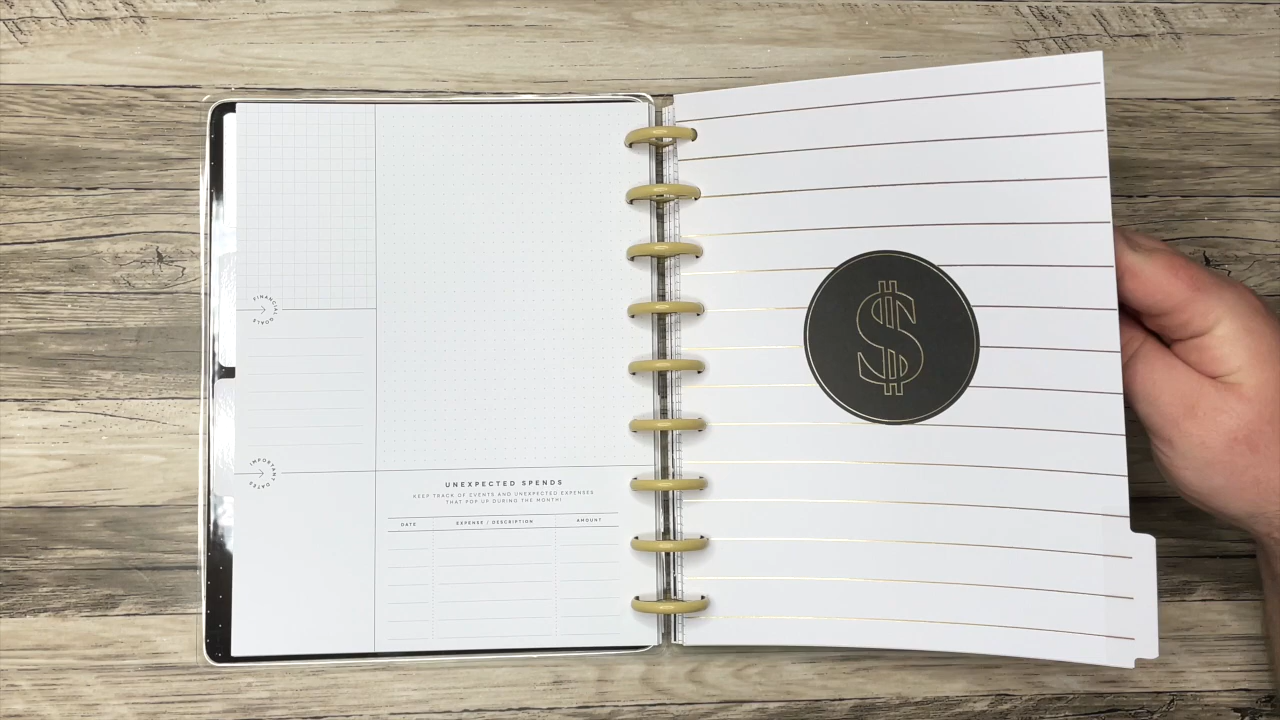 FINANCIAL GOALS
IMPORTANT DATES
UNEXPECTED SPENDS
KEEP TRACK OF EVENTS AND UNEXPECTED EXPENSES
THAT POP UP DURING THE MONTH!
DATE EXPENSE / DESCRIPTION AMOUNT
$